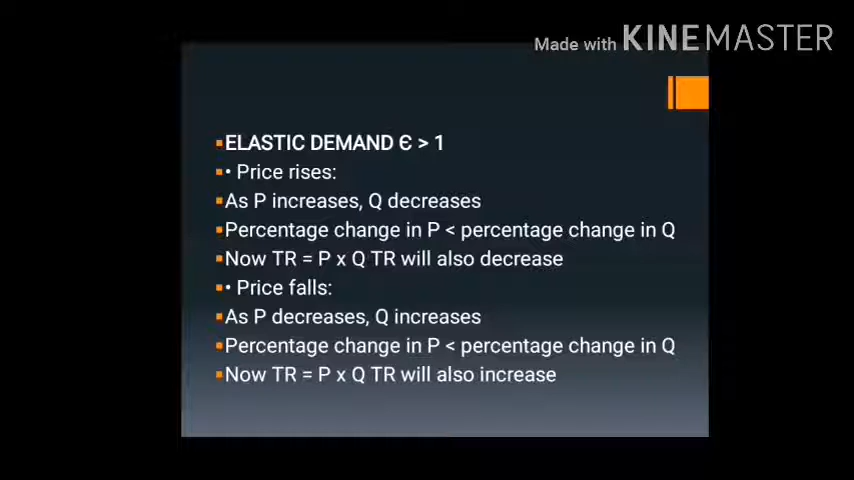 Made with KINEMASTER
ELASTIC DEMAND Є > 1
• Price rises:
As P increases, Q decreases
Percentage change in P < percentage change in Q
Now TR = P x Q TR will also decrease
• Price falls:
As P decreases, Q increases
Percentage change in P < percentage change in Q
Now TR = P x Q TR will also increase